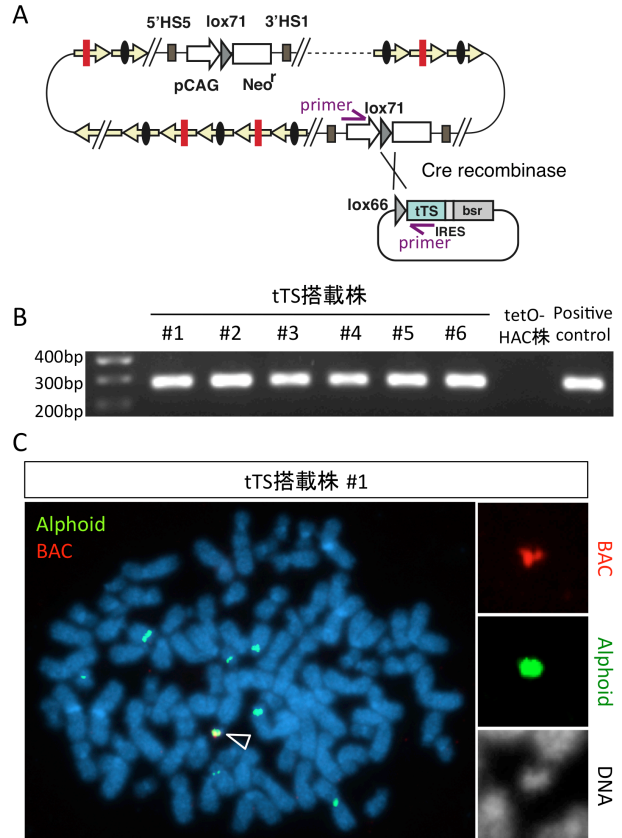 A
5'HS5
lox71
3'HS1
pCAG
Neoʳ
primer
lox71
Cre recombinase
lox66
tTS
bsr
IRES
primer
B
tTS搭載株
tetO-
HAC株
Positive
control
#1 #2 #3 #4 #5 #6
400bp
300bp
200bp
C
tTS搭載株 #1
Alphoid
BAC
BAC
Alphoid
DNA